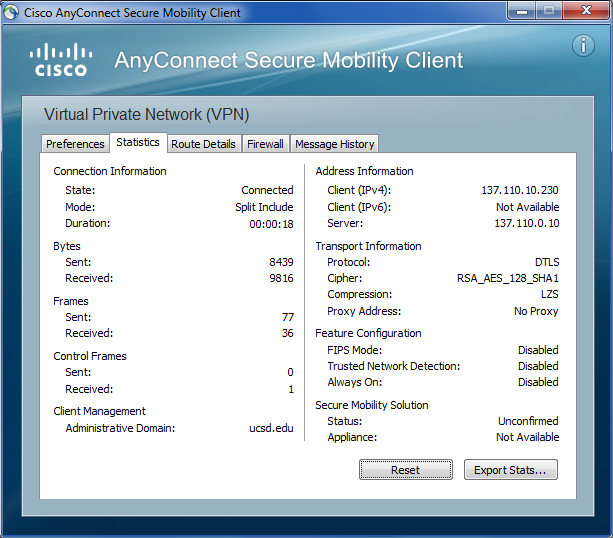 Cisco AnyConnect Secure Mobility Client
CISCO
AnyConnect Secure Mobility Client
Virtual Private Network (VPN)
Preferences Statistics Route Details Firewall Message History
Connection Information
State: Connected
Mode: Split Include
Duration: 00:00:18
Bytes
Sent: 8439
Received: 9816
Frames
Sent: 77
Received: 36
Control Frames
Sent: 0
Received: 1
Client Management
Administrative Domain: ucsd.edu
Address Information
Client (IPv4): 137.110.10.230
Client (IPv6): Not Available
Server: 137.110.0.10
Transport Information
Protocol: DTLS
Cipher: RSA_AES_128_SHA1
Compression: LZS
Proxy Address: No Proxy
Feature Configuration
FIPS Mode: Disabled
Trusted Network Detection: Disabled
Always On: Disabled
Secure Mobility Solution
Status: Unconfirmed
Appliance: Not Available
Reset Export Stats...